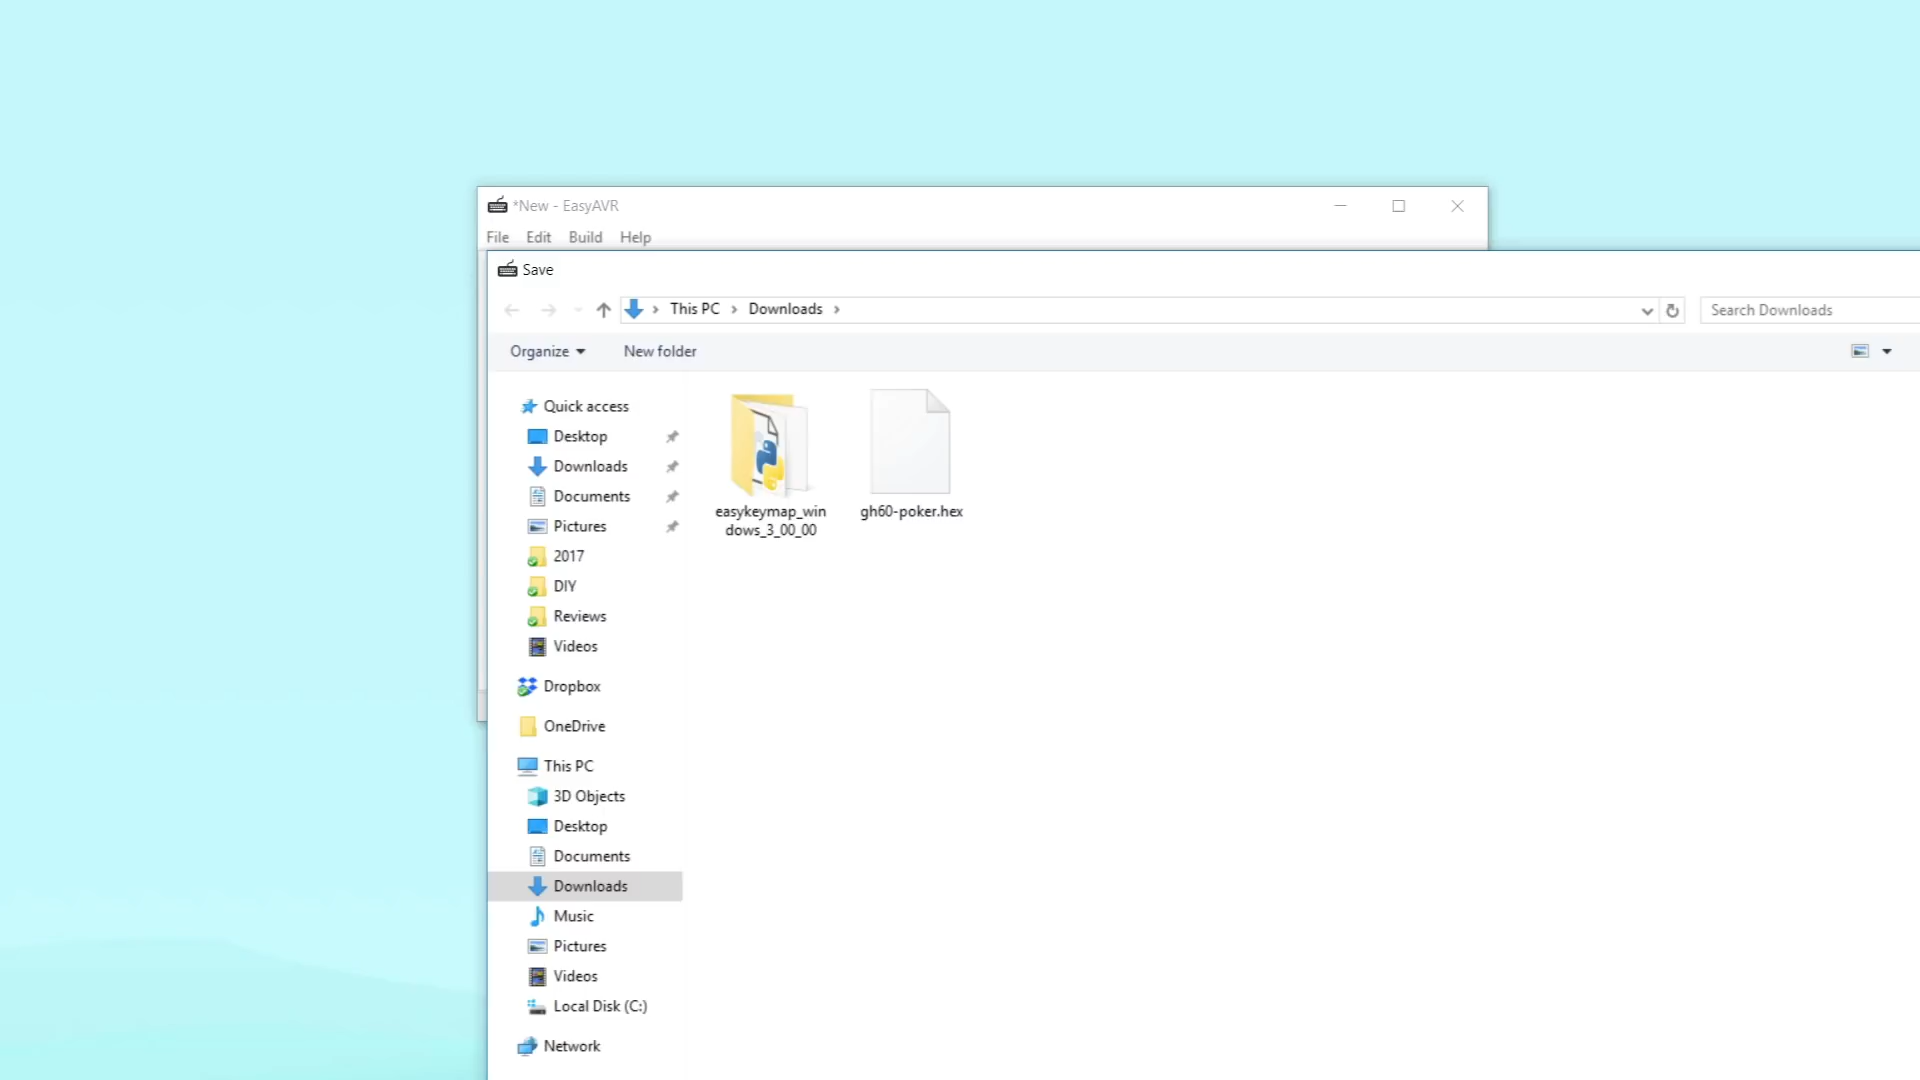 *New - EasyAVR
File Edit Build Help
Save
This PC Downloads
Search Downloads
Organize New folder
Quick access
Desktop
Downloads
Documents
Pictures
2017
DIY
Reviews
Videos
Dropbox
OneDrive
This PC
3D Objects
Desktop
Documents
Downloads
Music
Pictures
Videos
Local Disk (C:)
Network
easykeymap_win
dows_3_00_00
gh60-poker.hex